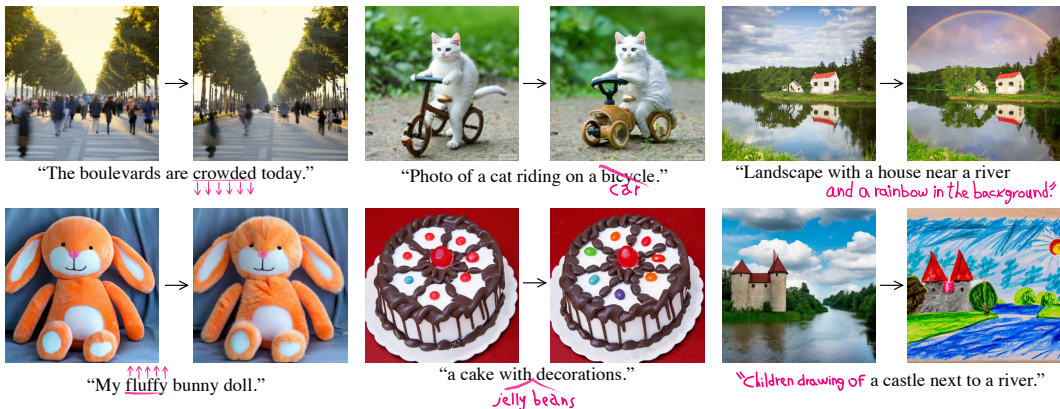 "The boulevards are crowded today."
"Photo of a cat riding on a bicycle."
car
"Landscape with a house near a river
and a rainbow in the background."
"My fluffy bunny doll."
"a cake with decorations."
jelly beans
"Children drawing of a castle next to a river."